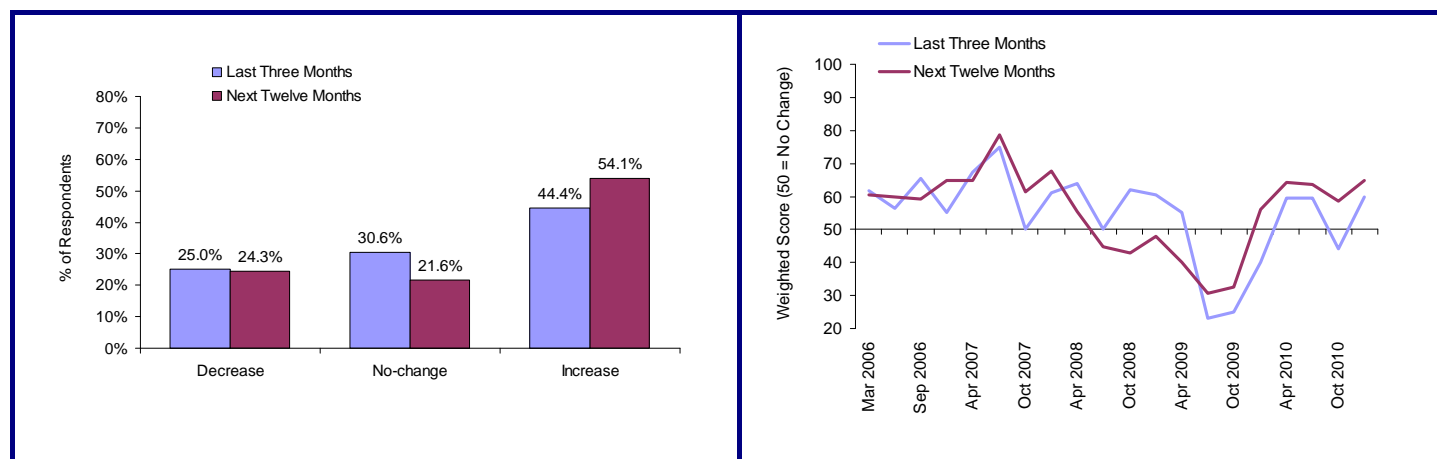 Last Three Months
Next Twelve Months
80%
70%
60%
50%
40%
30%
20%
10%
0%
% of Respondents
25.0% 24.3%
30.6%
21.6%
44.4%
54.1%
Decrease No-change Increase
Last Three Months
Next Twelve Months
Weighted Score (50 = No Change)
100
90
80
70
60
50
40
30
20
Mar 2006
Sep 2006
Apr 2007
Oct 2007
Apr 2008
Oct 2008
Apr 2009
Oct 2009
Apr 2010
Oct 2010